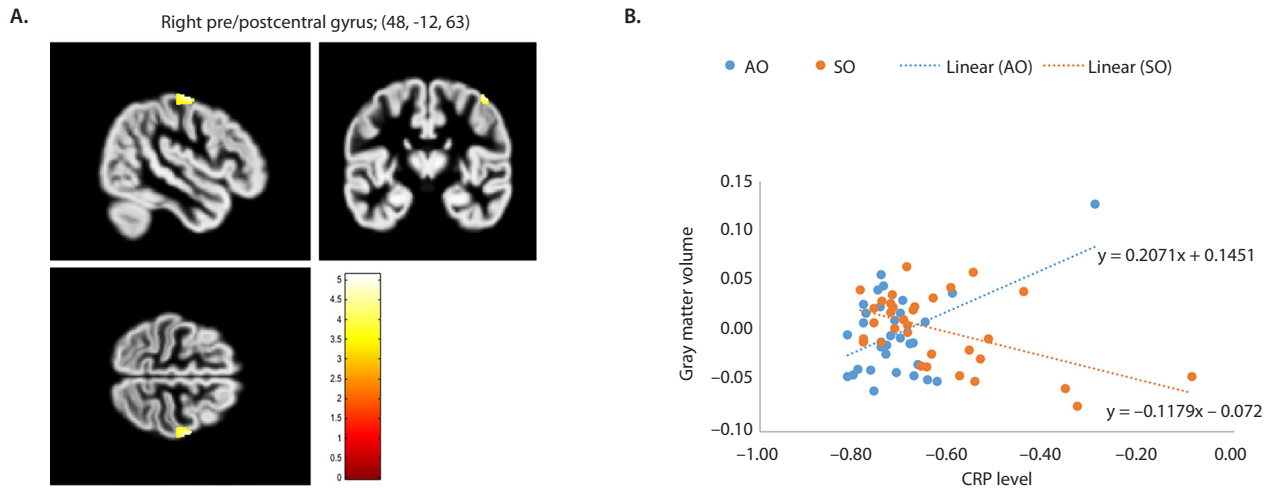 A.
Right pre/postcentral gyrus; (48, -12, 63)
5
4.5
4
3.5
3
2.5
2
1.5
1
0.5
0
B.
AO SO Linear (AO) Linear (SO)
0.15
0.10
0.05
0.00
−0.05
−0.10
Gray matter volume
y = 0.2071x + 0.1451
y = −0.1179x − 0.072
−1.00 −0.80 −0.60 −0.40 −0.20 0.00
CRP level